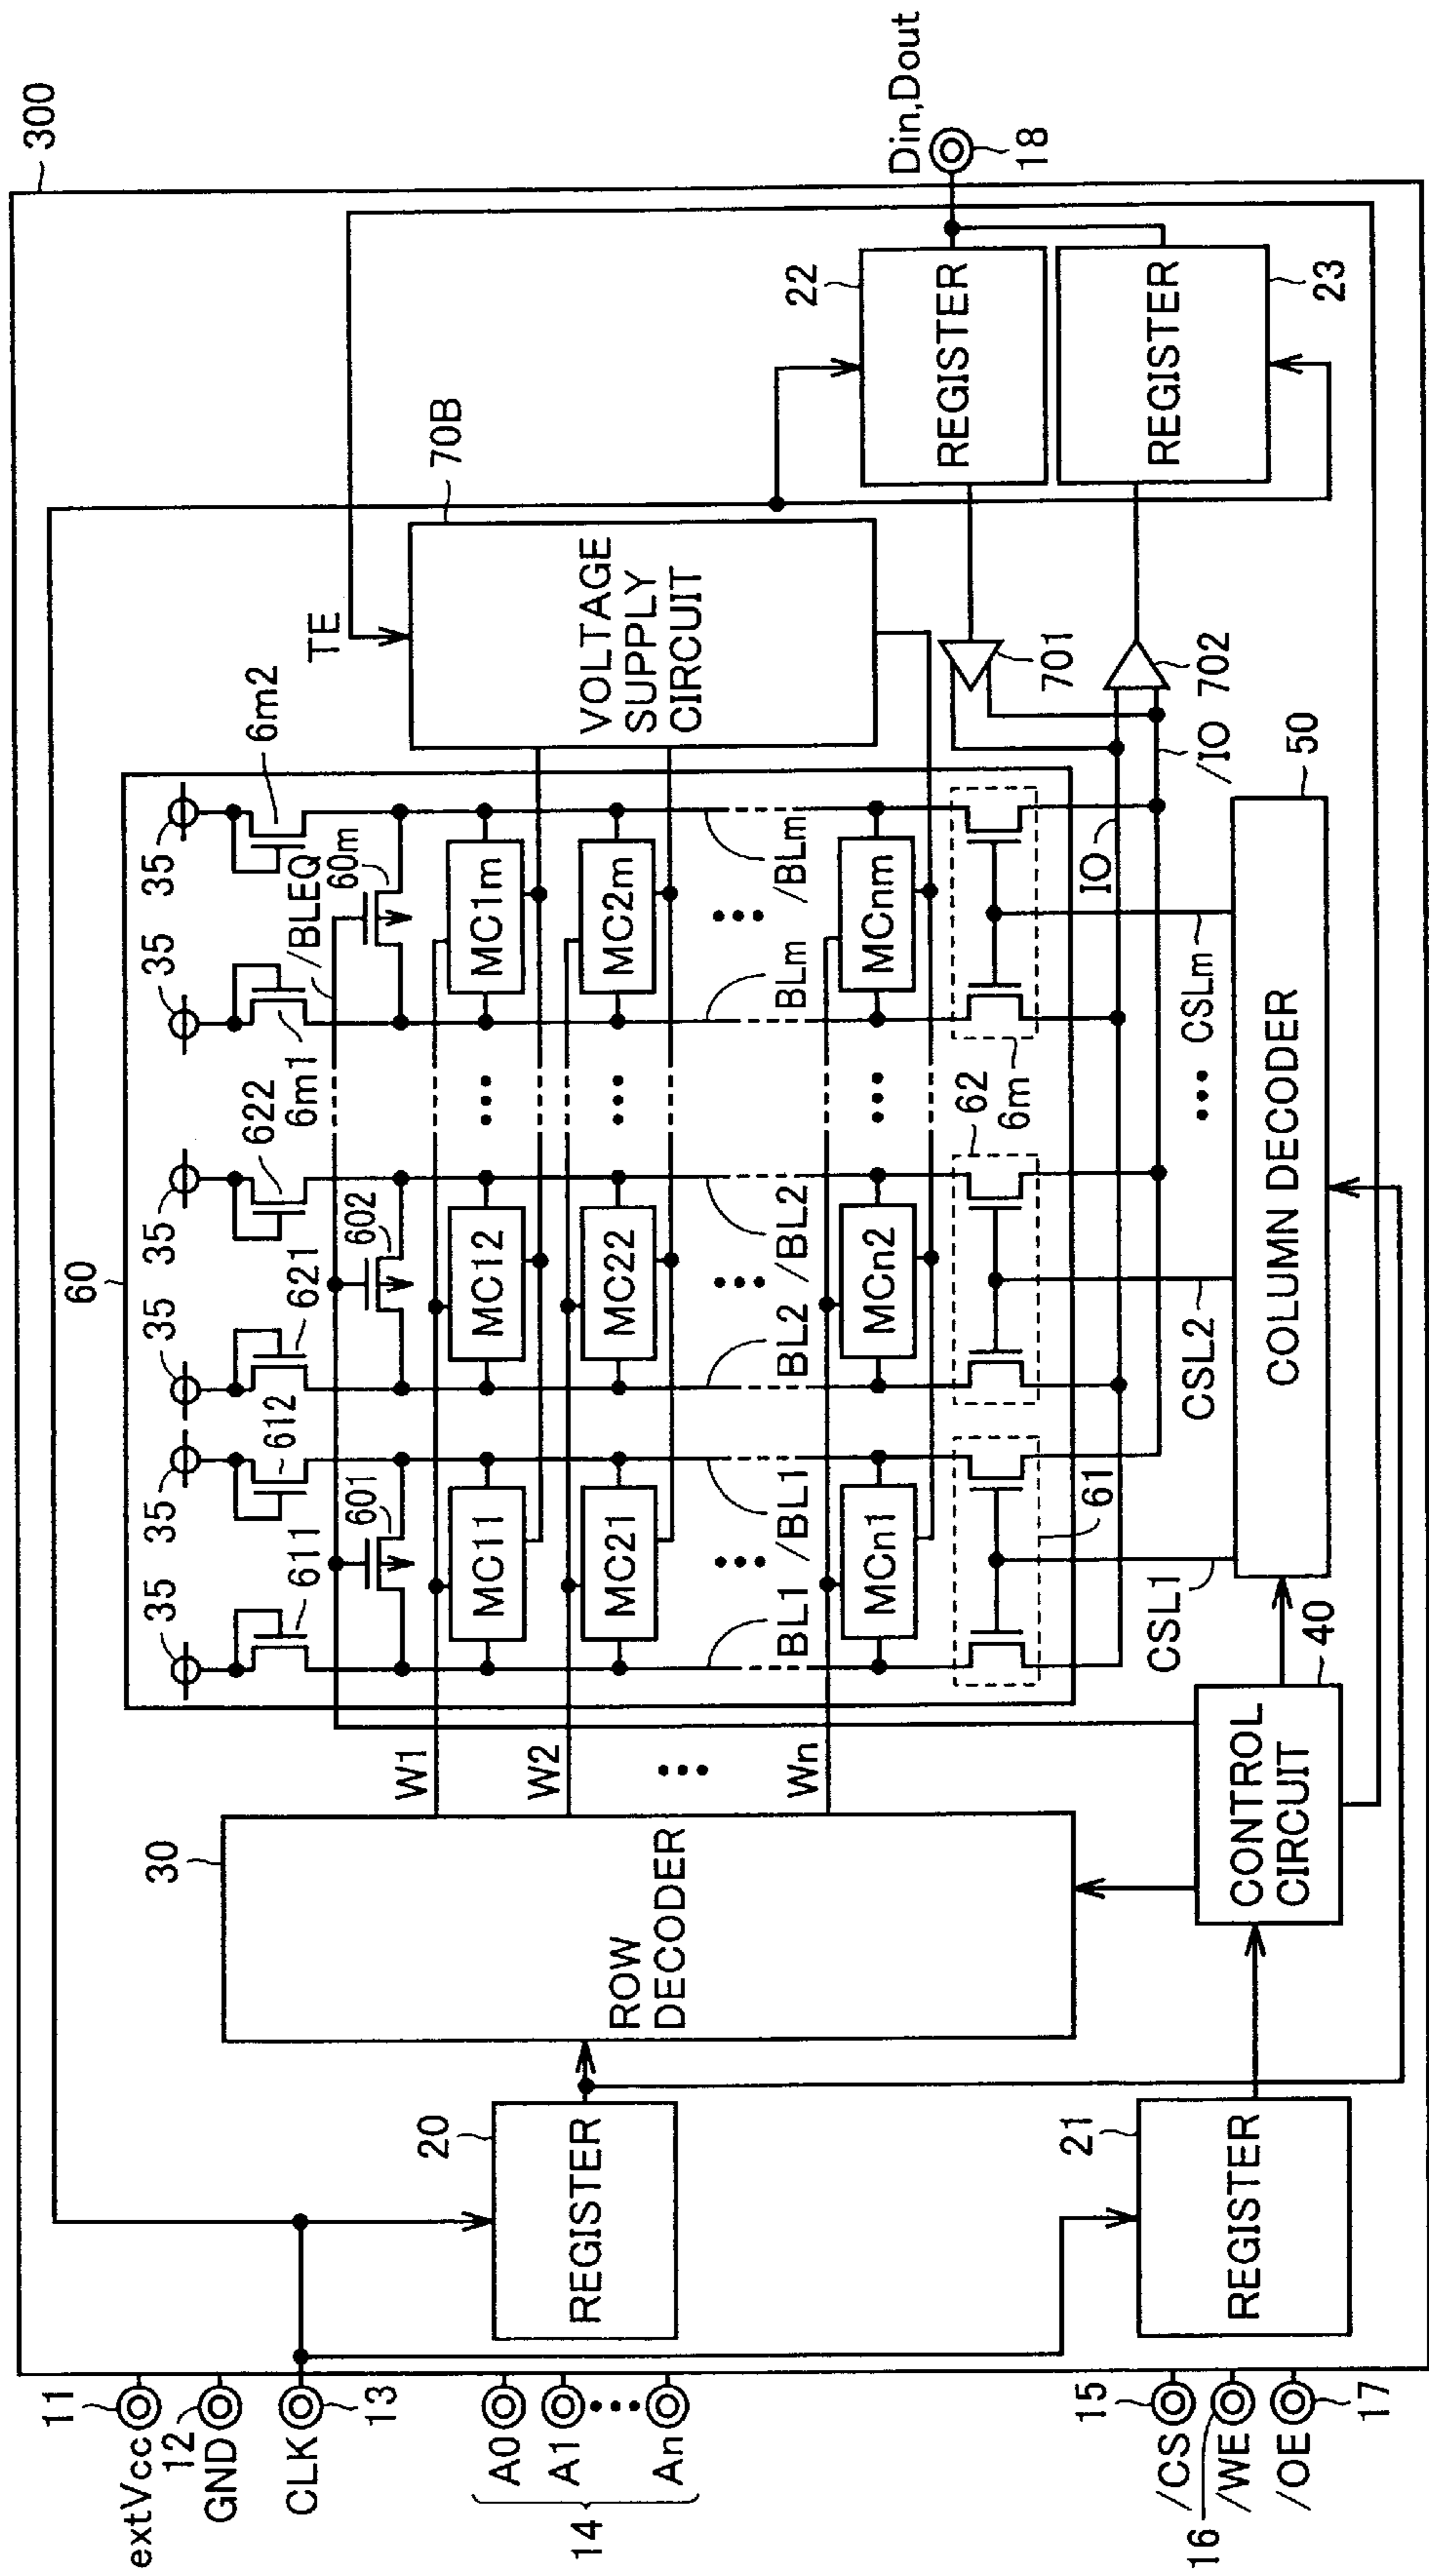 300
60
35
35
35
35
35
35
611
612
621
622
6m1
6m2
601
602
60m
/BLEQ
TE
70B
VOLTAGE
SUPPLY
CIRCUIT
30
ROW
DECODER
W1
W2
Wn
MC11
MC12
MC1m
MC21
MC22
MC2m
BL1
/BL1
BL2
/BL2
BLm
/BLm
MCn1
MCn2
MCnm
61
62
6m
CSL1
CSL2
CSLm
IO
/IO
701
702
COLUMN DECODER
50
CONTROL
CIRCUIT
40
REGISTER
20
REGISTER
21
REGISTER
22
REGISTER
23
Din,Dout
18
extVcc
11
GND
12
CLK
13
A0
A1
An
14
/CS
15
/WE
16
/OE
17